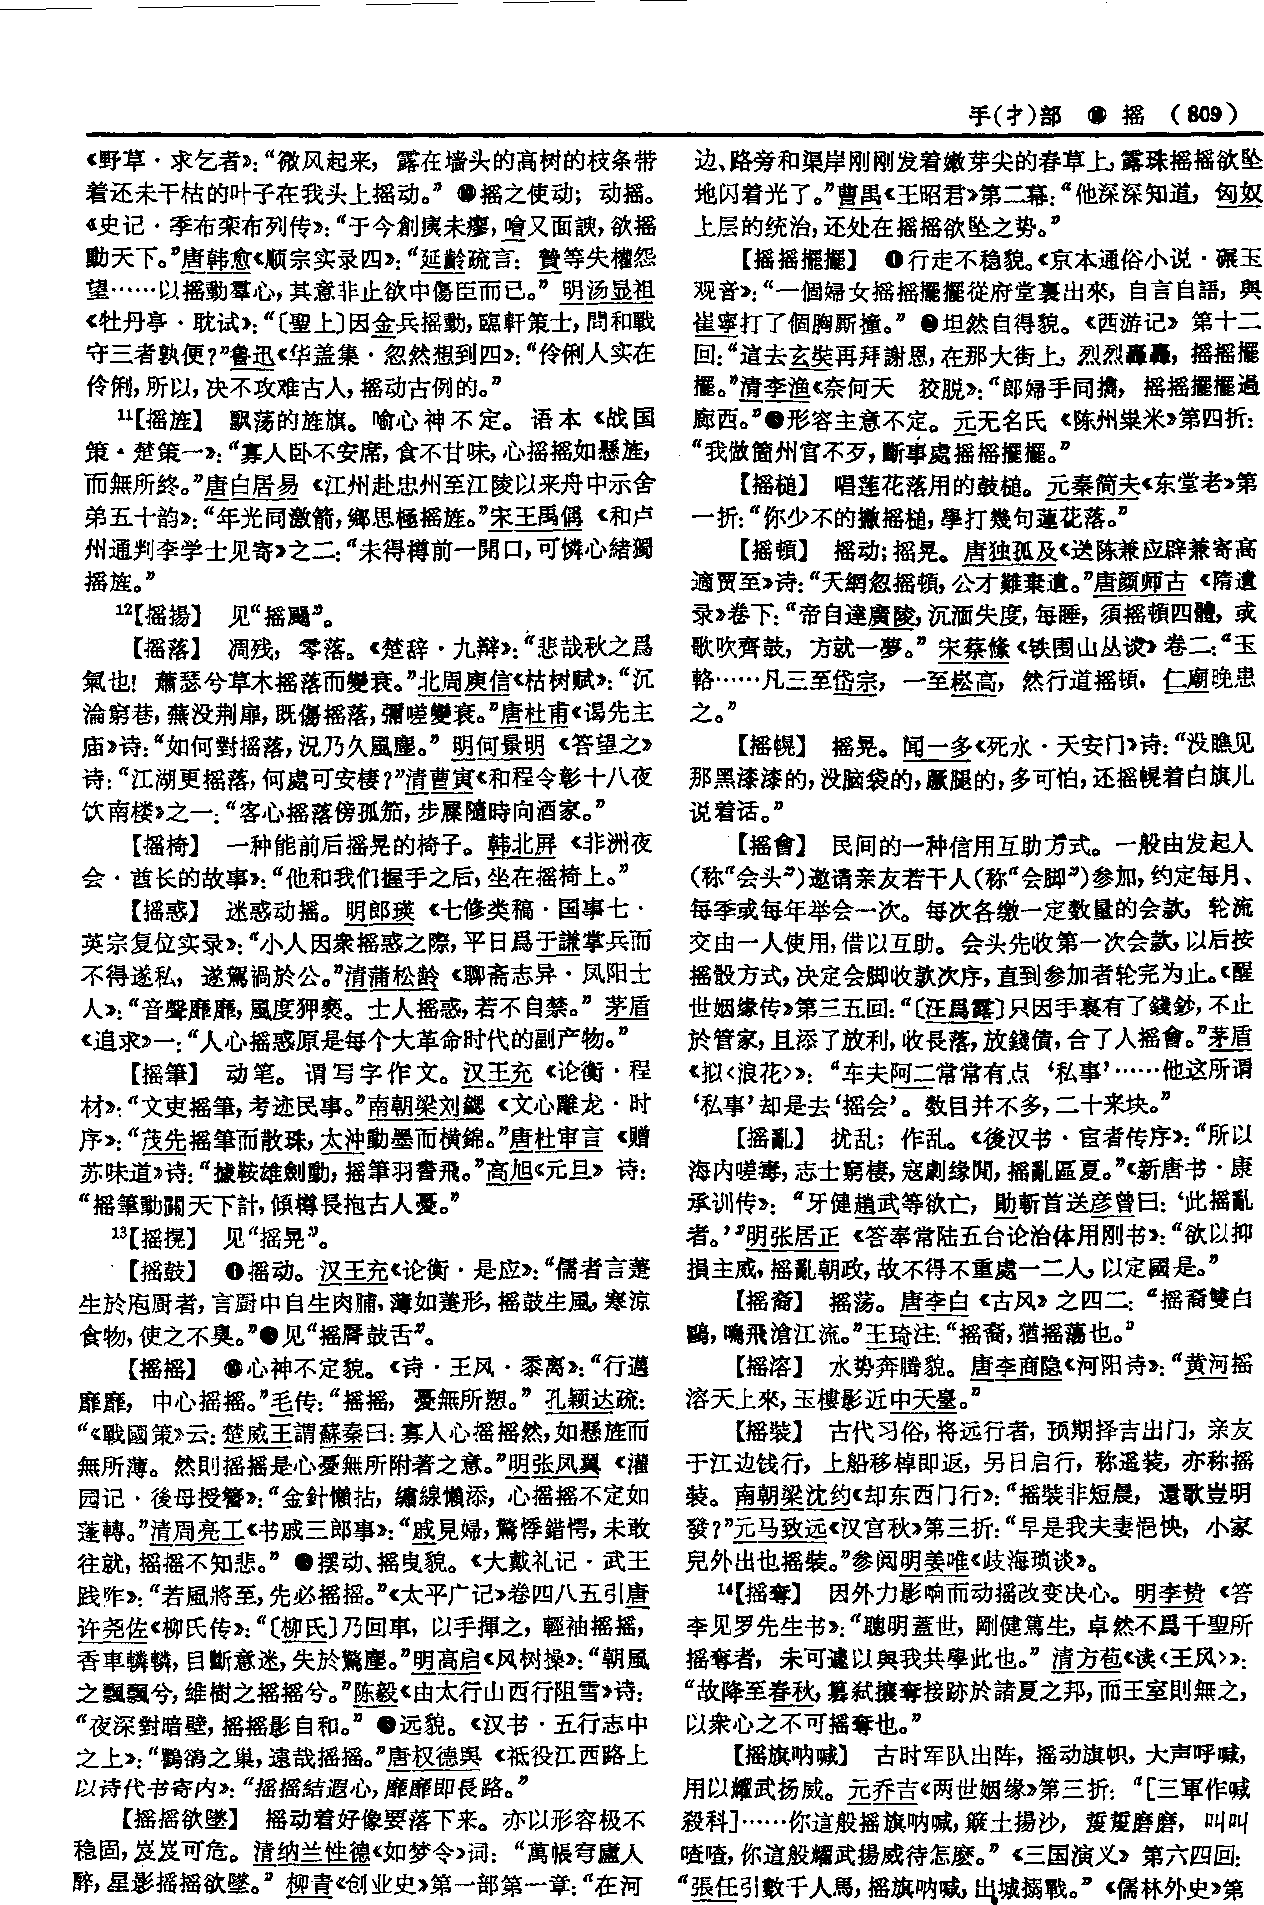 手(扌)部 ⑩ 摇 (809)
《野草·求乞者》：“微风起来，露在墙头的高树的枝条带
着还未干枯的叶子在我头上摇动。” ⑩摇之使动；动摇。
《史记·季布栾布列传》：“于今創痍未瘳，噲又面諛，欲摇
動天下。”唐韩愈《顺宗实录四》：“延齡疏言：贄等失權怨
望……以摇動羣心，其意非止欲中傷臣而已。” 明汤显祖
《牡丹亭·耽试》：“〔聖上〕因金兵摇動，臨軒策士，問和戰
守三者孰便？”鲁迅《华盖集·忽然想到四》：“伶俐人实在
伶俐，所以，决不攻难古人，摇动古例的。”
11【摇旌】 飘荡的旌旗。喻心神不定。语本《战国
策·楚策一》：“寡人卧不安席，食不甘味，心摇摇如懸旌，
而無所終。”唐白居易《江州赴忠州至江陵以来舟中示舍
弟五十韵》：“年光同激箭，鄉思極摇旌。”宋王禹偁《和卢
州通判李学士见寄》之二：“未得樽前一開口，可憐心緒獨
摇旌。”
12【摇揚】 见“摇颺”。
【摇落】 凋残，零落。《楚辞·九辩》：“悲哉秋之爲
氣也！蕭瑟兮草木摇落而變衰。”北周庾信《枯树赋》：“沉
淪窮巷，蕪没荆扉，既傷摇落，彌嗟變衰。”唐杜甫《谒先主
庙》诗：“如何對摇落，況乃久風塵。” 明何景明《答望之》
诗：“江湖更摇落，何處可安棲？”清曹寅《和程令彰十八夜
饮南楼》之一：“客心摇落傍孤笳，步屧隨時向酒家。”
【摇椅】 一种能前后摇晃的椅子。韩北屏《非洲夜
会·酋长的故事》：“他和我们握手之后，坐在摇椅上。”
【摇惑】 迷惑动摇。明郎瑛《七修类稿·国事七·
英宗复位实录》：“小人因衆摇惑之際，平日爲于謙掌兵而
不得遂私，遂駕禍於公。”清蒲松龄《聊斋志异·凤阳士
人》：“音聲靡靡，風度狎褻。士人摇惑，若不自禁。” 茅盾
《追求》一：“人心摇惑原是每个大革命时代的副产物。”
【摇筆】 动笔。谓写字作文。汉王充《论衡·程
材》：“文吏摇筆，考迹民事。”南朝梁刘勰《文心雕龙·时
序》：“茂先摇筆而散珠，太沖動墨而横錦。”唐杜审言《赠
苏味道》诗：“據鞍雄劍動，摇筆羽書飛。”高旭《元旦》诗：
“摇筆動關天下計，傾樽長抱古人憂。”
13【摇㨪】 见“摇晃”。
【摇鼓】 ❶摇动。汉王充《论衡·是应》：“儒者言萐
生於庖厨者，言厨中自生肉脯，薄如萐形，摇鼓生風，寒涼
食物，使之不臭。”❷见“摇脣鼓舌”。
【摇摇】 ❶心神不定貌。《诗·王风·黍离》：“行邁
靡靡，中心摇摇。”毛传：“摇摇，憂無所愬。” 孔颖达疏：
“《戰國策》云：楚威王謂蘇秦曰：寡人心摇摇然，如懸旌而
無所薄。然則摇摇是心憂無所附著之意。”明张凤翼《灌
园记·後母授簪》：“金針懶拈，繡線懶添，心摇摇不定如
蓬轉。”清周亮工《书戚三郎事》：“戚見婦，驚悸錯愕，未敢
往就，摇摇不知悲。” ❷摆动、摇曳貌。《大戴礼记·武王
践阼》：“若風將至，先必摇摇。”《太平广记》卷四八五引唐
许尧佐《柳氏传》：“〔柳氏〕乃回車，以手揮之，輕袖摇摇，
香車轔轔，目斷意迷，失於驚塵。”明高启《风树操》：“朝風
之飄飄兮，維樹之摇摇兮。”陈毅《由太行山西行阻雪》诗：
“夜深對暗壁，摇摇影自和。” ❸远貌。《汉书·五行志中
之上》：“鸜鵒之巢，遠哉摇摇。”唐权德舆《祗役江西路上
以诗代书寄内》：“摇摇結遐心，靡靡即長路。”
【摇摇欲墜】 摇动着好像要落下来。亦以形容极不
稳固，岌岌可危。清纳兰性德《如梦令》词：“萬帳穹廬人
醉，星影摇摇欲墜。” 柳青《创业史》第一部第一章：“在河
边、路旁和渠岸刚刚发着嫩芽尖的春草上，露珠摇摇欲坠
地闪着光了。”曹禺《王昭君》第二幕：“他深深知道，匈奴
上层的统治，还处在摇摇欲坠之势。”
【摇摇擺擺】 ❶行走不稳貌。《京本通俗小说·碾玉
观音》：“一個婦女摇摇擺擺從府堂裏出來，自言自語，與
崔寧打了個胸厮撞。” ❷坦然自得貌。《西游记》第十二
回：“這去玄奘再拜謝恩，在那大街上，烈烈轟轟，摇摇擺
擺。”清李渔《奈何天 狡脱》：“郎婦手同攜，摇摇擺擺過
廊西。”❸形容主意不定。元无名氏《陈州粜米》第四折：
“我做箇州官不歹，斷事處摇摇擺擺。”
【摇槌】 唱莲花落用的鼓槌。元秦简夫《东堂老》第
一折：“你少不的撇摇槌，學打幾句蓮花落。”
【摇頓】 摇动；摇晃。唐独孤及《送陈兼应辟兼寄高
適贾至》诗：“天網忽摇頓，公才難棄遺。”唐颜师古《隋遗
录》卷下：“帝自達廣陵，沉湎失度，每睡，須摇頓四體，或
歌吹齊鼓，方就一夢。” 宋蔡絛《铁围山丛谈》卷二：“玉
輅……凡三至岱宗，一至崧高，然行道摇頓，仁廟晚患
之。”
【摇幌】 摇晃。闻一多《死水·天安门》诗：“没瞧见
那黑漆漆的，没脑袋的，蹶腿的，多可怕，还摇幌着白旗儿
说着话。”
【摇會】 民间的一种信用互助方式。一般由发起人
（称“会头”）邀请亲友若干人（称“会脚”）参加，约定每月、
每季或每年举会一次。每次各缴一定数量的会款，轮流
交由一人使用，借以互助。会头先收第一次会款，以后按
摇骰方式，决定会脚收款次序，直到参加者轮完为止。《醒
世姻缘传》第三五回：“〔汪爲露〕只因手裏有了錢鈔，不止
於管家，且添了放利，收長落，放錢債，合了人摇會。”茅盾
《拟〈浪花〉》：“车夫阿二常常有点‘私事’……他这所谓
‘私事’却是去‘摇会’。数目并不多，二十来块。”
【摇亂】 扰乱；作乱。《後汉书·宦者传序》：“所以
海内嗟毒，志士窮棲，寇劇缘閒，摇亂區夏。”《新唐书·康
承训传》：“牙健趙武等欲亡，勛斬首送彦曾曰：‘此摇亂
者。’”明张居正《答奉常陆五台论治体用刚书》：“欲以抑
損主威，摇亂朝政，故不得不重處一二人，以定國是。”
【摇裔】 摇荡。唐李白《古风》之四二：“摇裔雙白
鷗，鳴飛滄江流。”王琦注：“摇裔，猶摇蕩也。”
【摇溶】 水势奔腾貌。唐李商隐《河阳诗》：“黄河摇
溶天上來，玉樓影近中天臺。”
【摇裝】 古代习俗，将远行者，预期择吉出门，亲友
于江边饯行，上船移棹即返，另日启行，称遥装，亦称摇
装。南朝梁沈约《却东西门行》：“摇裝非短晨，還歌豈明
發？”元马致远《汉宫秋》第三折：“早是我夫妻悒怏，小家
兒外出也摇裝。”参阅明姜唯《歧海琐谈》。
14【摇奪】 因外力影响而动摇改变决心。明李贽《答
李见罗先生书》：“聰明蓋世，剛健篤生，卓然不爲千聖所
摇奪者，未可遽以與我共學此也。” 清方苞《读〈王风〉》：
“故降至春秋，篡弑攘奪接跡於諸夏之邦，而王室則無之，
以衆心之不可摇奪也。”
【摇旗呐喊】 古时军队出阵，摇动旗帜，大声呼喊，
用以耀武扬威。元乔吉《两世姻缘》第三折：“［三軍作喊
殺科］……你這般摇旗呐喊，簸土揚沙，蹔蹔磨磨，叫叫
喳喳，你這般耀武揚威待怎麽。” 《三国演义》第六四回：
“張任引數千人馬，摇旗呐喊，出城搦戰。” 《儒林外史》第